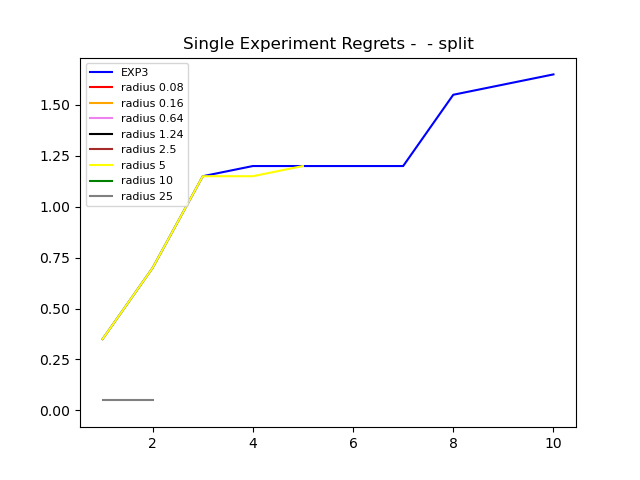 Single Experiment Regrets -  - split
EXP3
radius 0.08
radius 0.16
radius 0.64
radius 1.24
radius 2.5
radius 5
radius 10
radius 25
1.50
1.25
1.00
0.75
0.50
0.25
0.00
2 4 6 8 10